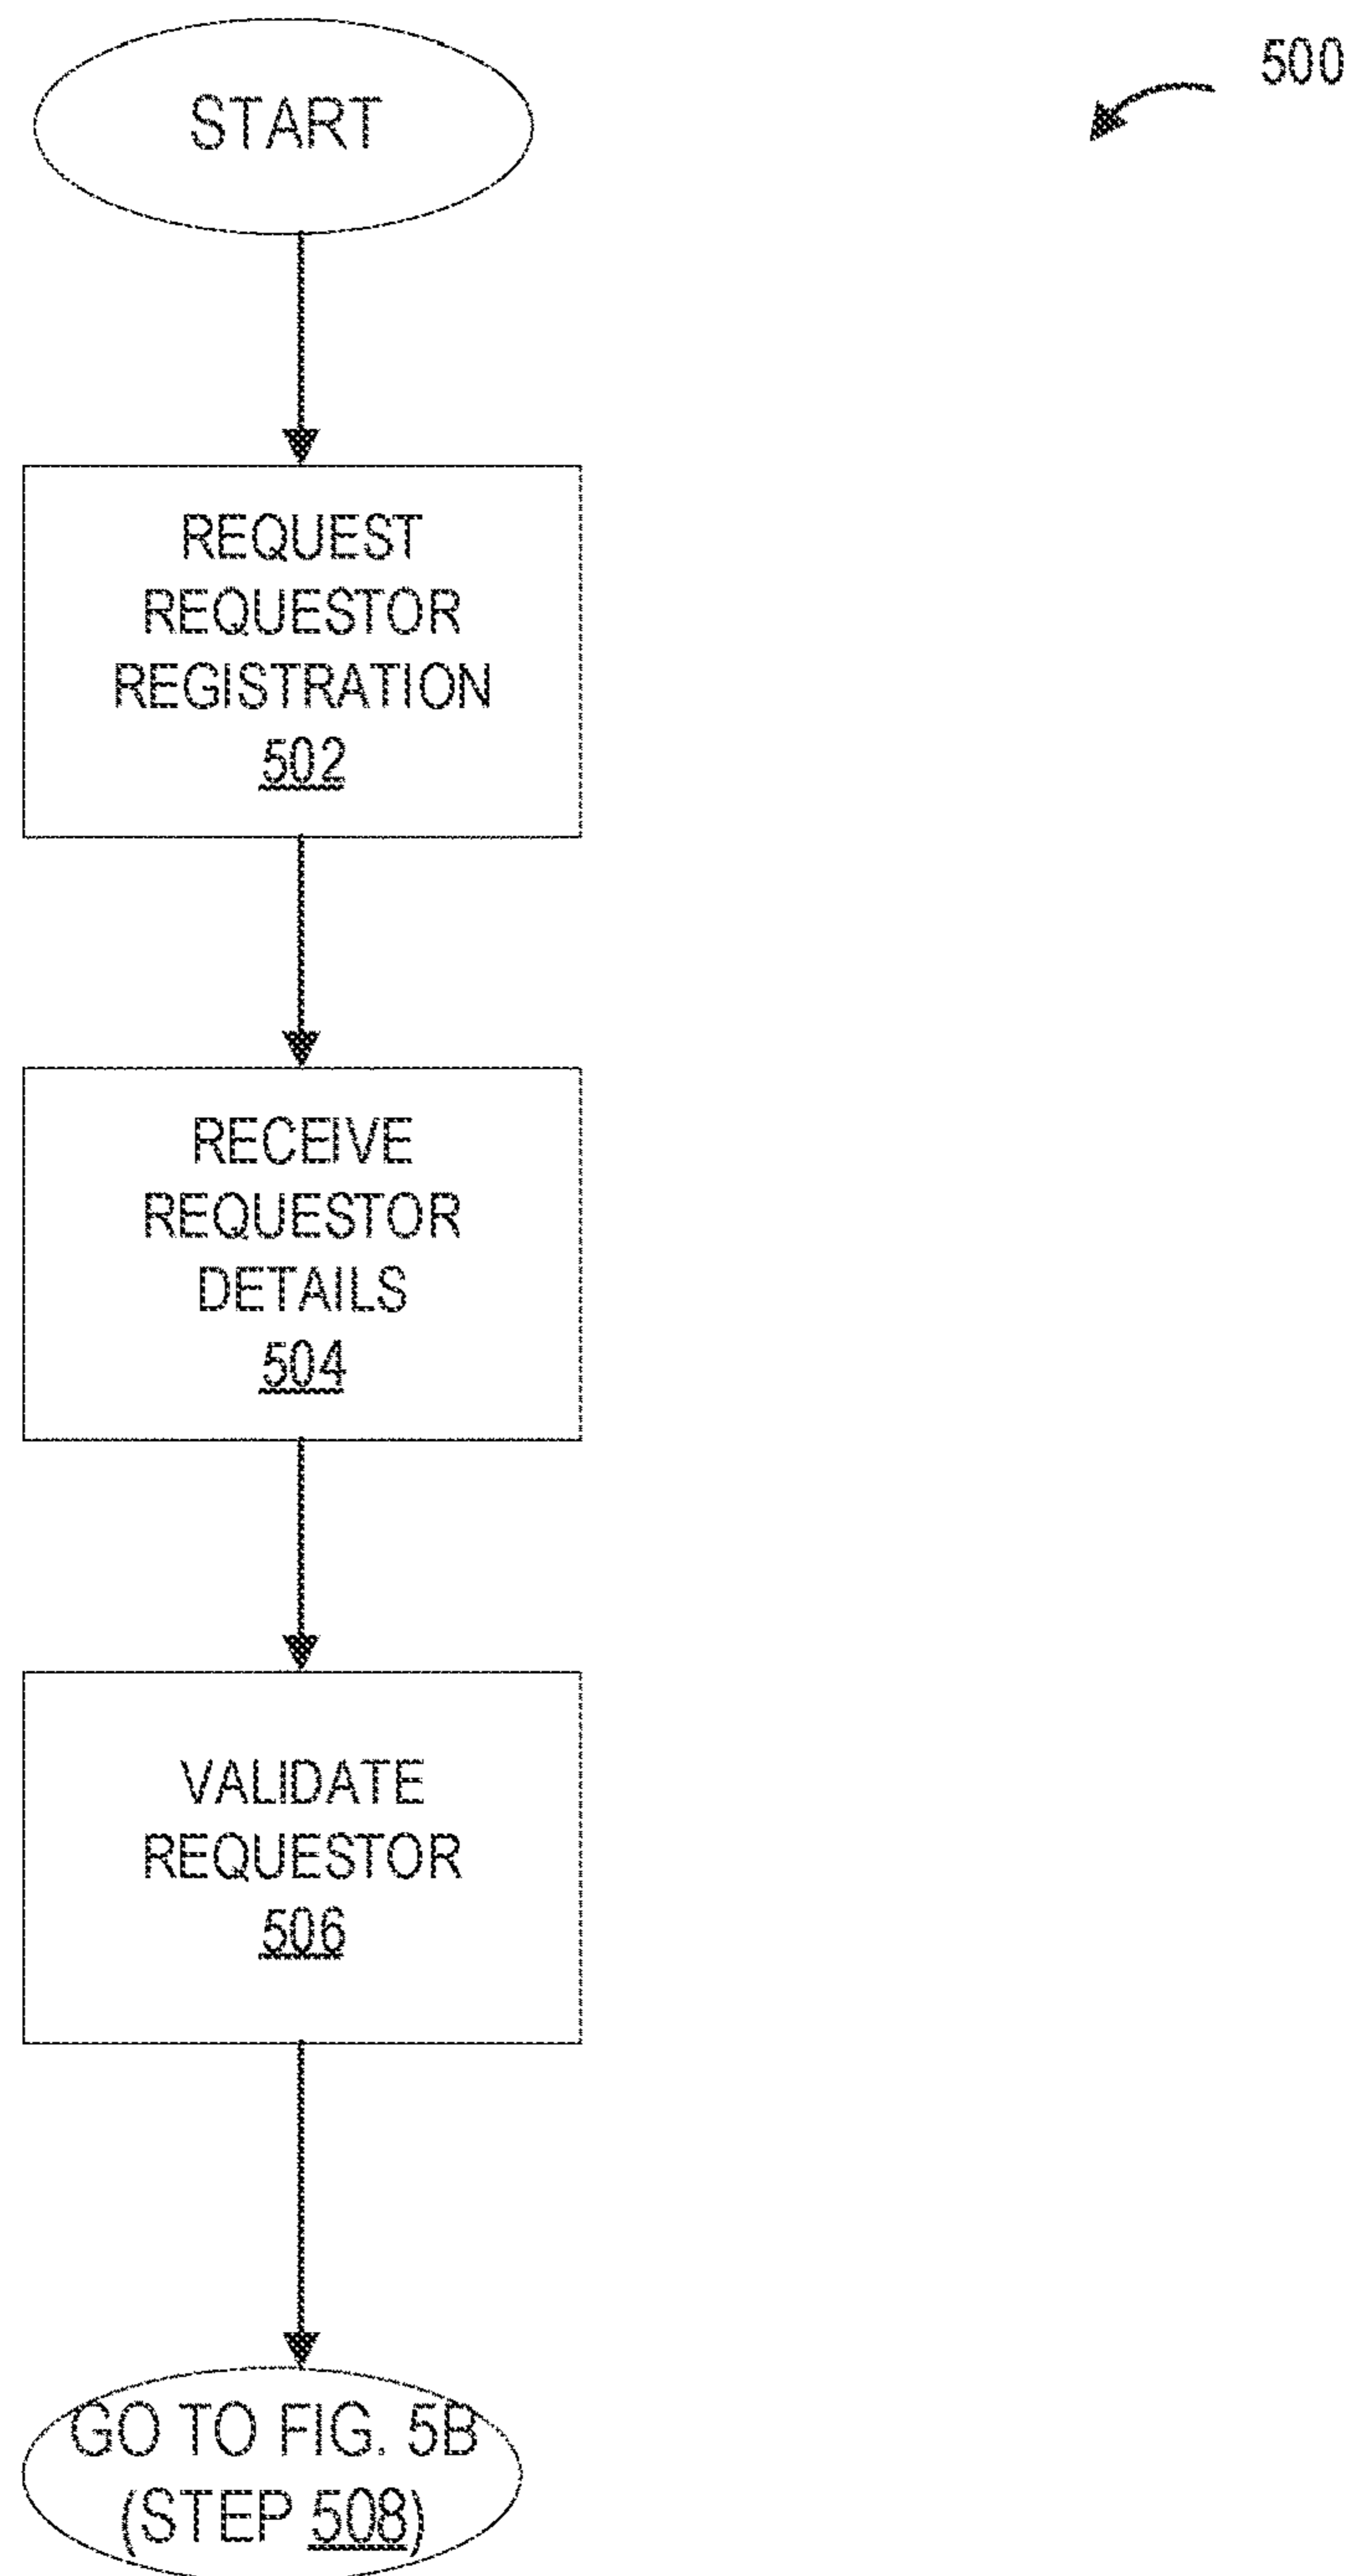 START
500
REQUEST
REQUESTOR
REGISTRATION
502
RECEIVE
REQUESTOR
DETAILS
504
VALIDATE
REQUESTOR
506
GO TO FIG. 5B
(STEP 508)